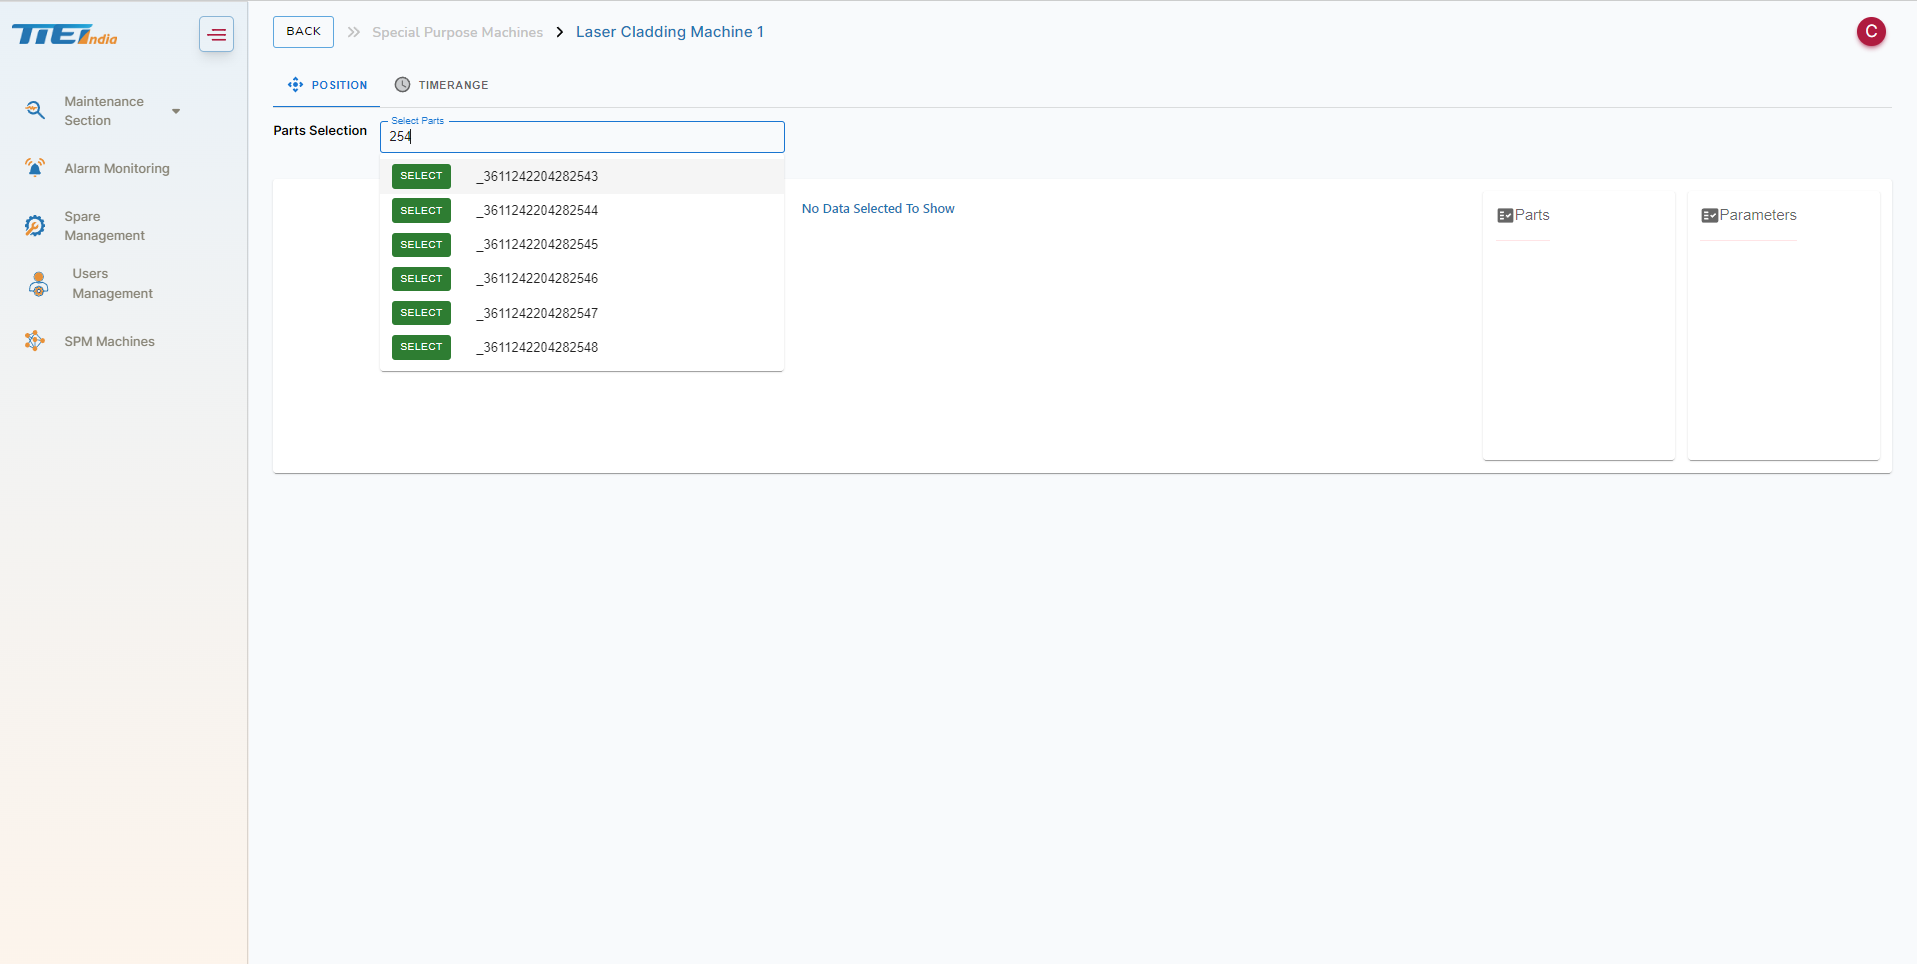 TIEI India
BACK
Special Purpose Machines
Laser Cladding Machine 1
C
Maintenance
Section
Alarm Monitoring
Spare
Management
Users
Management
SPM Machines
POSITION
TIMERANGE
Parts Selection
Select Parts
254
SELECT _3611242204282543
SELECT _3611242204282544
SELECT _3611242204282545
SELECT _3611242204282546
SELECT _3611242204282547
SELECT _3611242204282548
No Data Selected To Show
Parts
Parameters